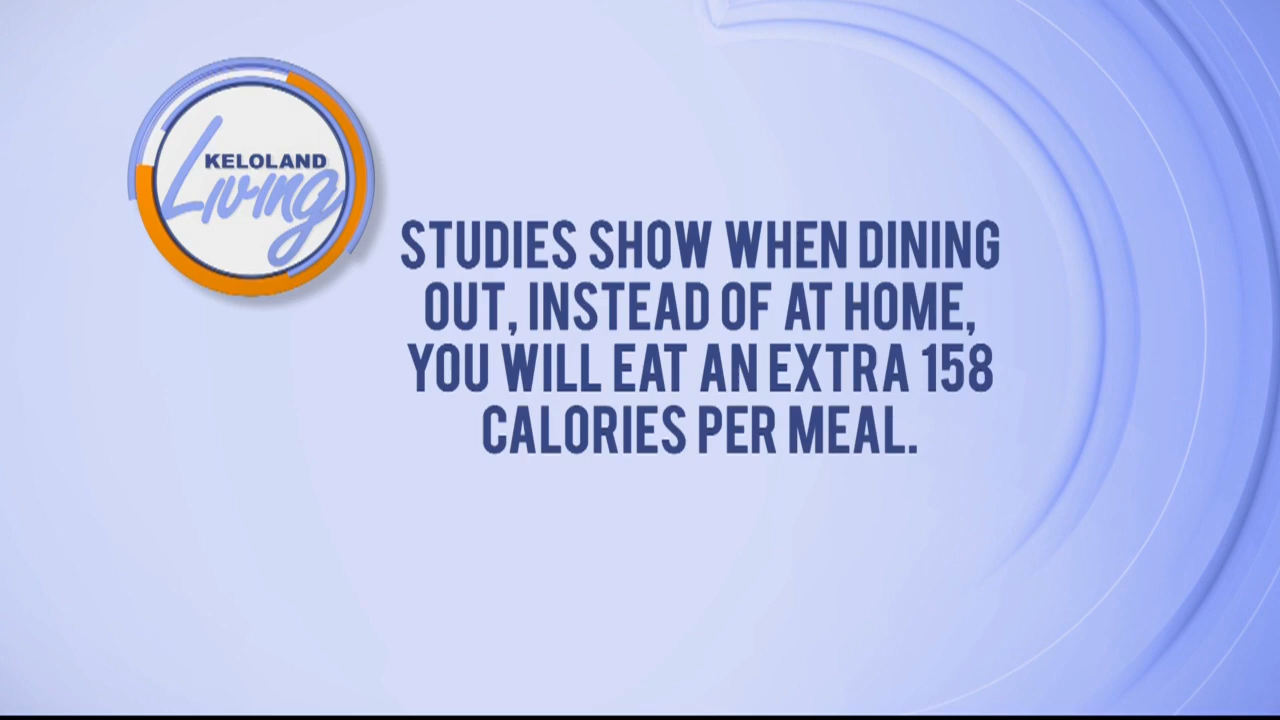 KELOLAND
Living
STUDIES SHOW WHEN DINING
OUT, INSTEAD OF AT HOME,
YOU WILL EAT AN EXTRA 158
CALORIES PER MEAL.